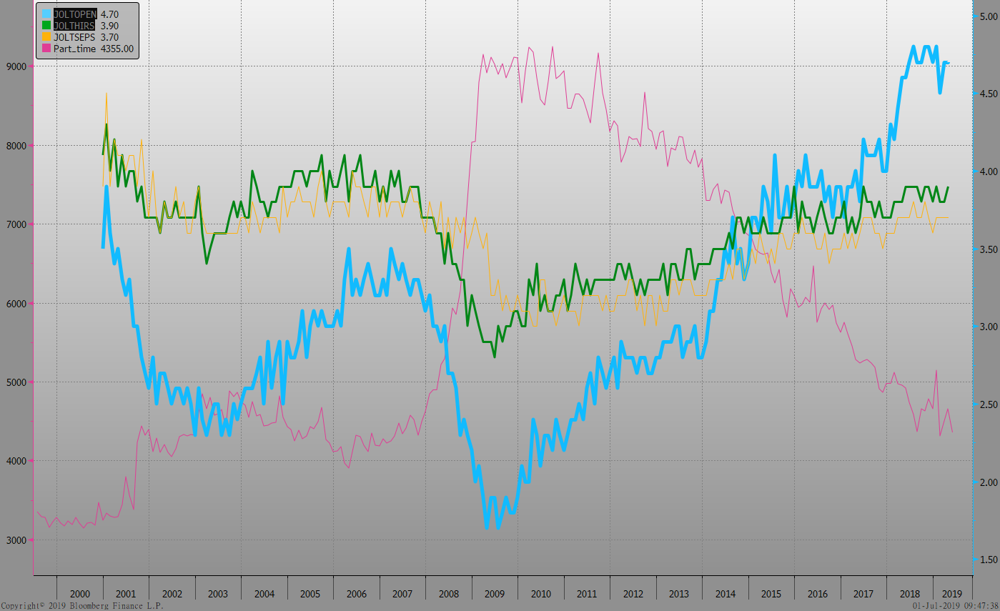 JOLTOPEN 4.70
JOLTHIRS 3.90
JOLTSEPS 3.70
Part_time 4355.00
5.00
9000
4.50
8000
4.00
7000
3.50
6000
3.00
5000
2.50
4000
2.00
3000
1.50
2000 2001 2002 2003 2004 2005 2006 2007 2008 2009 2010 2011 2012 2013 2014 2015 2016 2017 2018 2019
Copyright© 2019 Bloomberg Finance L.P. 01-Jul-2019 09:47:38